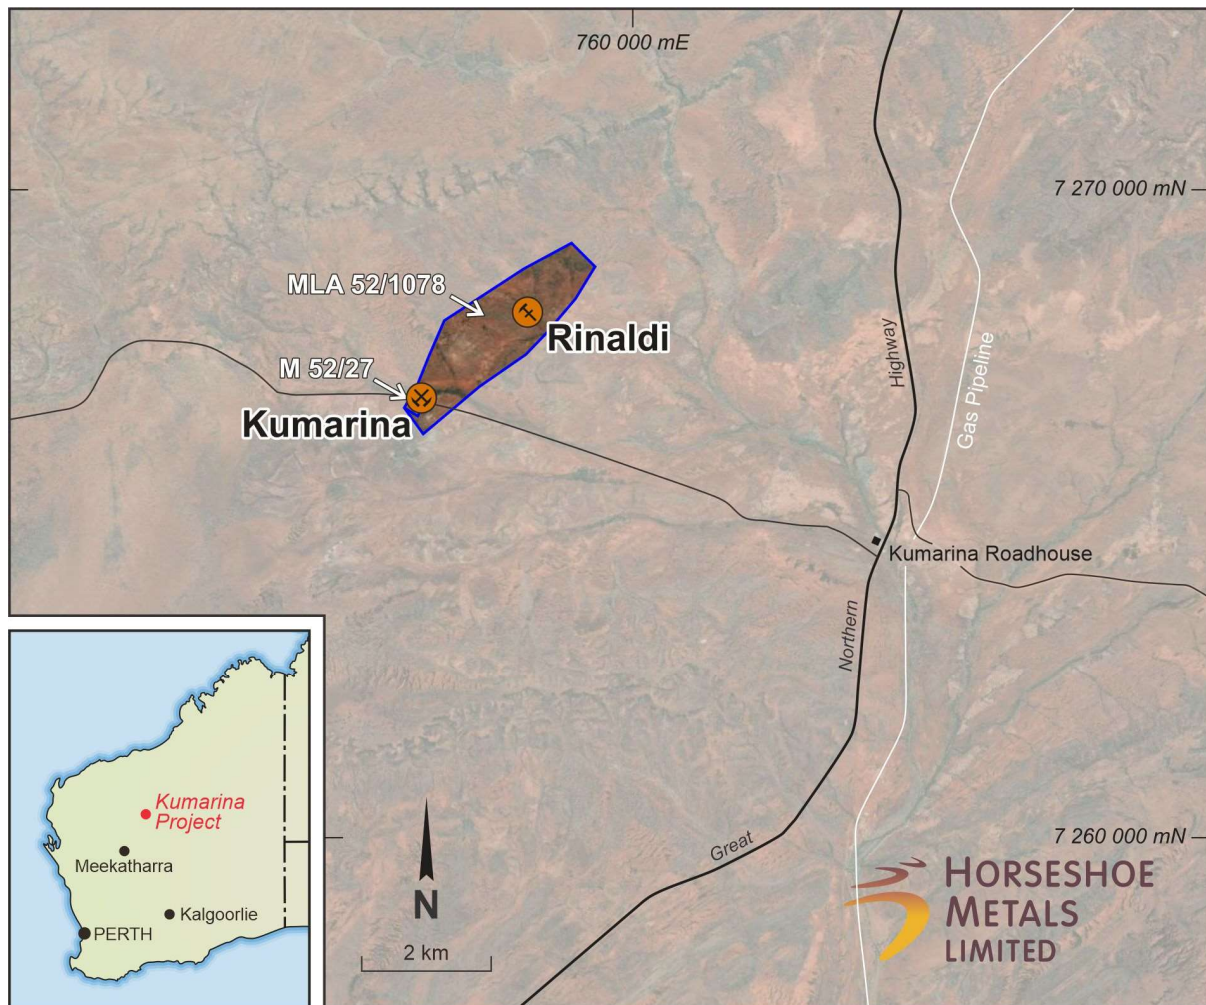 760 000 mE
7 270 000 mN
MLA 52/1078
Rinaldi
M 52/27
Kumarina
Highway
Gas Pipeline
Kumarina Roadhouse
Northern
Great
7 260 000 mN
N
2 km
Kumarina
Project
Meekatharra
Kalgoorlie
PERTH
HORSESHOE
METALS
LIMITED